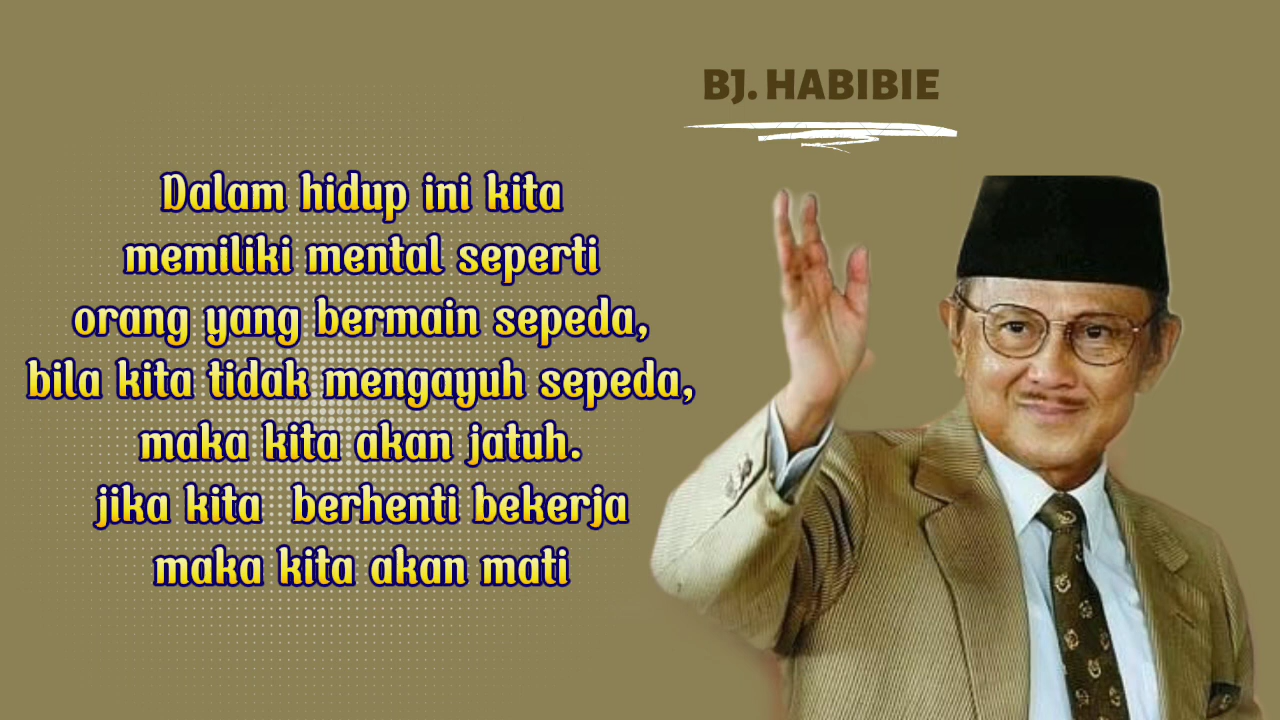 BJ. HABIBIE
Dalam hidup ini kita
memiliki mental seperti
orang yang bermain sepeda,
bila kita tidak mengayuh sepeda,
maka kita akan jatuh.
jika kita  berhenti bekerja
maka kita akan mati